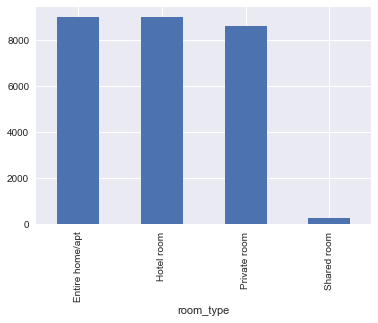 8000
6000
4000
2000
0
Entire home/apt
Hotel room
Private room
Shared room
room_type